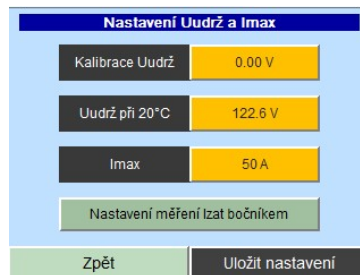 Nastavení Uudrž a Imax
Kalibrace Uudrž 0.00 V
Uudrž při 20°C 122.6 V
Imax 50 A
Nastavení měření Izat bočníkem
Zpět Uložit nastavení